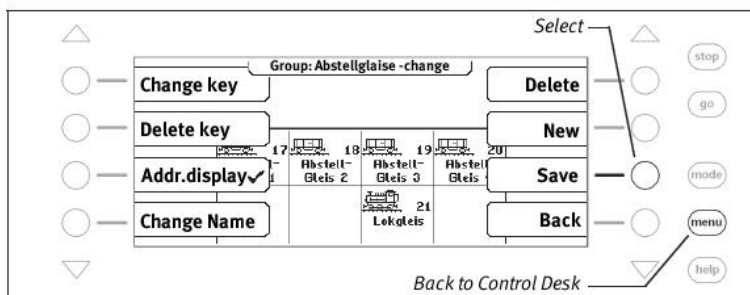 Select
Group: Abstellglaise -change
stop
Change key
Delete
go
Delete key
New
17 18 19 20
Abstell- Abstell- Abstell-
Gleis 2 Gleis 3 Gleis
Addr.display✓
Save
mode
21
Lokgleis
Change Name
Back
menu
Back to Control Desk
help